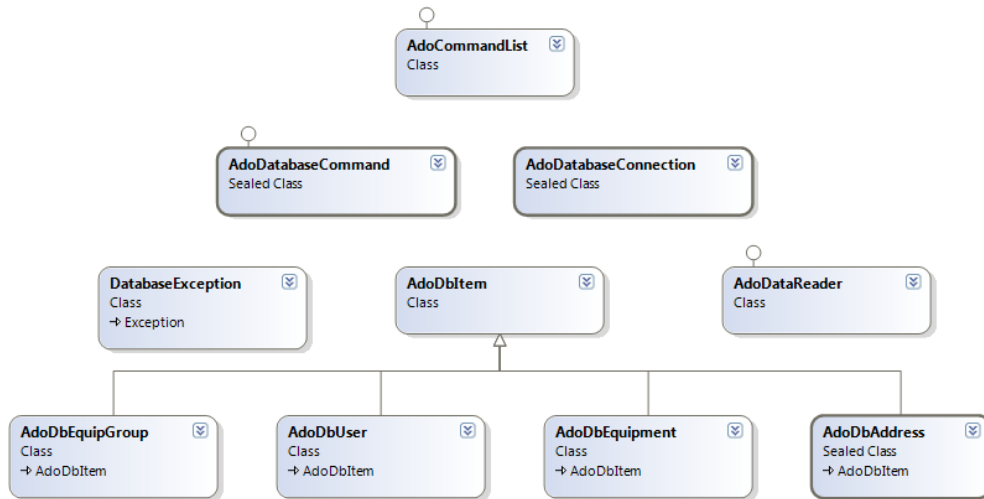 AdoCommandList
Class
AdoDatabaseCommand
Sealed Class
AdoDatabaseConnection
Sealed Class
DatabaseException
Class
Exception
AdoDbItem
Class
AdoDataReader
Class
AdoDbEquipGroup
Class
AdoDbItem
AdoDbUser
Class
AdoDbItem
AdoDbEquipment
Class
AdoDbItem
AdoDbAddress
Sealed Class
AdoDbItem